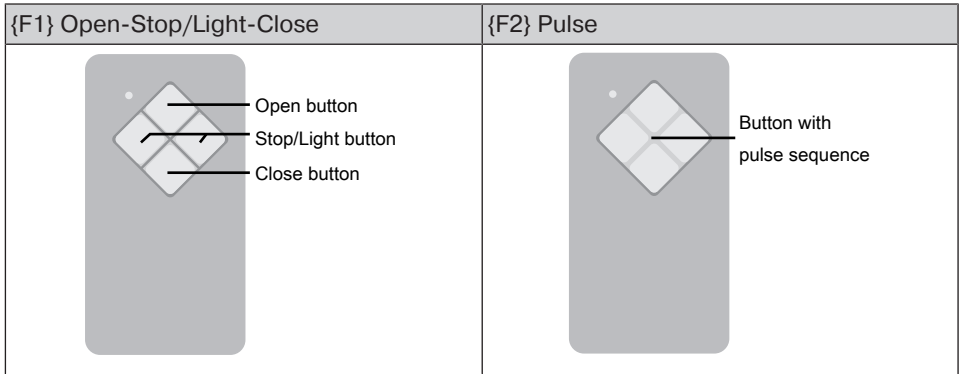 {F1} Open-Stop/Light-Close
{F2} Pulse
Open button
Stop/Light button
Close button
Button with
pulse sequence